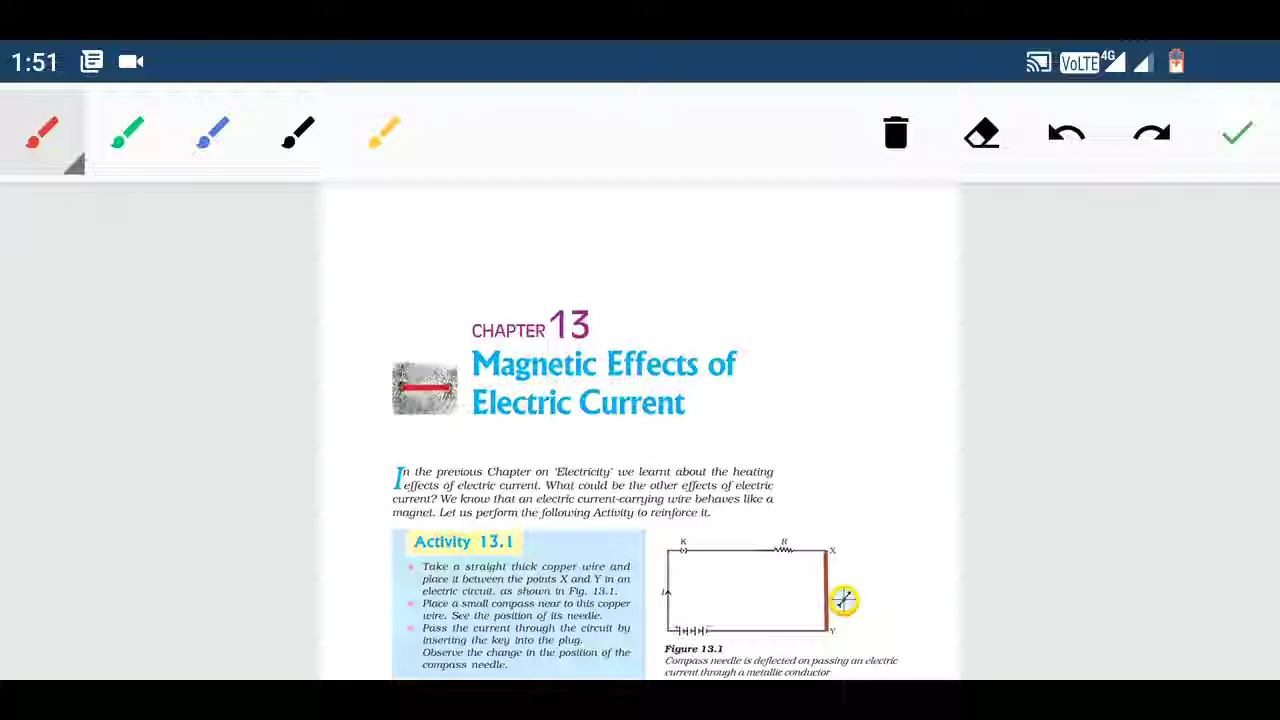 1:51
VoLTE 4G
CHAPTER 13
Magnetic Effects of
Electric Current
In the previous Chapter on 'Electricity' we learnt about the heating
effects of electric current. What could be the other effects of electric
current? We know that an electric current-carrying wire behaves like a
magnet. Let us perform the following Activity to reinforce it.
Activity 13.1
Take a straight thick copper wire and
place it between the points X and Y in an
electric circuit, as shown in Fig. 13.1.
Place a small compass near to this copper
wire. See the position of its needle.
Pass the current through the circuit by
inserting the key into the plug.
Observe the change in the position of the
compass needle.
K R
X
Y
Figure 13.1
Compass needle is deflected on passing an electric
current through a metallic conductor